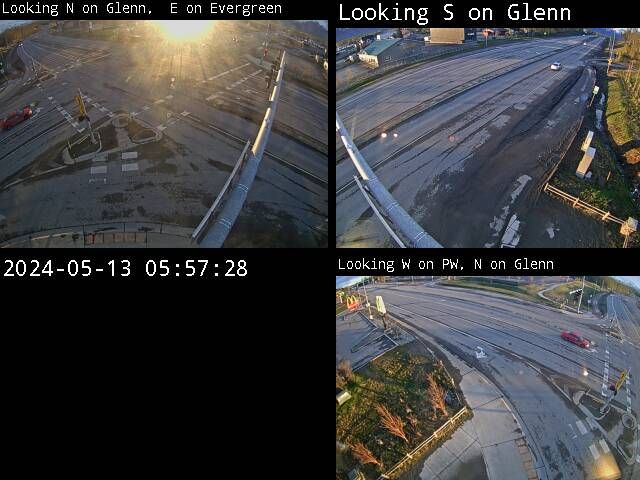 Looking N on Glenn,  E on Evergreen
Looking S on Glenn
2024-05-13 05:57:28
Looking W on PW, N on Glenn